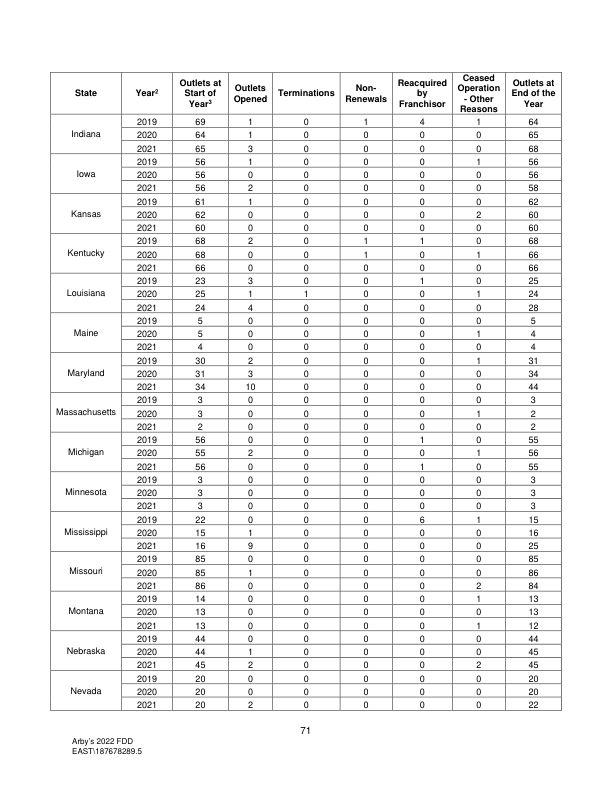 State Year2 Outlets at Start of Year3 Outlets Opened Terminations Non-Renewals Reacquired by Franchisor Ceased Operation - Other Reasons Outlets at End of the Year
Indiana 2019 69 1 0 1 4 1 64
2020 64 1 0 0 0 0 65
2021 65 3 0 0 0 0 68
Iowa 2019 56 1 0 0 0 1 56
2020 56 0 0 0 0 0 56
2021 56 2 0 0 0 0 58
Kansas 2019 61 1 0 0 0 0 62
2020 62 0 0 0 0 2 60
2021 60 0 0 0 0 0 60
Kentucky 2019 68 2 0 1 1 0 68
2020 68 0 0 1 0 1 66
2021 66 0 0 0 0 0 66
Louisiana 2019 23 3 0 0 1 0 25
2020 25 1 1 0 0 1 24
2021 24 4 0 0 0 0 28
Maine 2019 5 0 0 0 0 0 5
2020 5 0 0 0 0 1 4
2021 4 0 0 0 0 0 4
Maryland 2019 30 2 0 0 0 1 31
2020 31 3 0 0 0 0 34
2021 34 10 0 0 0 0 44
Massachusetts 2019 3 0 0 0 0 0 3
2020 3 0 0 0 0 1 2
2021 2 0 0 0 0 0 2
Michigan 2019 56 0 0 0 1 0 55
2020 55 2 0 0 0 1 56
2021 56 0 0 0 1 0 55
Minnesota 2019 3 0 0 0 0 0 3
2020 3 0 0 0 0 0 3
2021 3 0 0 0 0 0 3
Mississippi 2019 22 0 0 0 6 1 15
2020 15 1 0 0 0 0 16
2021 16 9 0 0 0 0 25
Missouri 2019 85 0 0 0 0 0 85
2020 85 1 0 0 0 0 86
2021 86 0 0 0 0 2 84
Montana 2019 14 0 0 0 0 1 13
2020 13 0 0 0 0 0 13
2021 13 0 0 0 0 1 12
Nebraska 2019 44 0 0 0 0 0 44
2020 44 1 0 0 0 0 45
2021 45 2 0 0 0 2 45
Nevada 2019 20 0 0 0 0 0 20
2020 20 0 0 0 0 0 20
2021 20 2 0 0 0 0 22
71
Arby's 2022 FDD
EAST\187678289.5